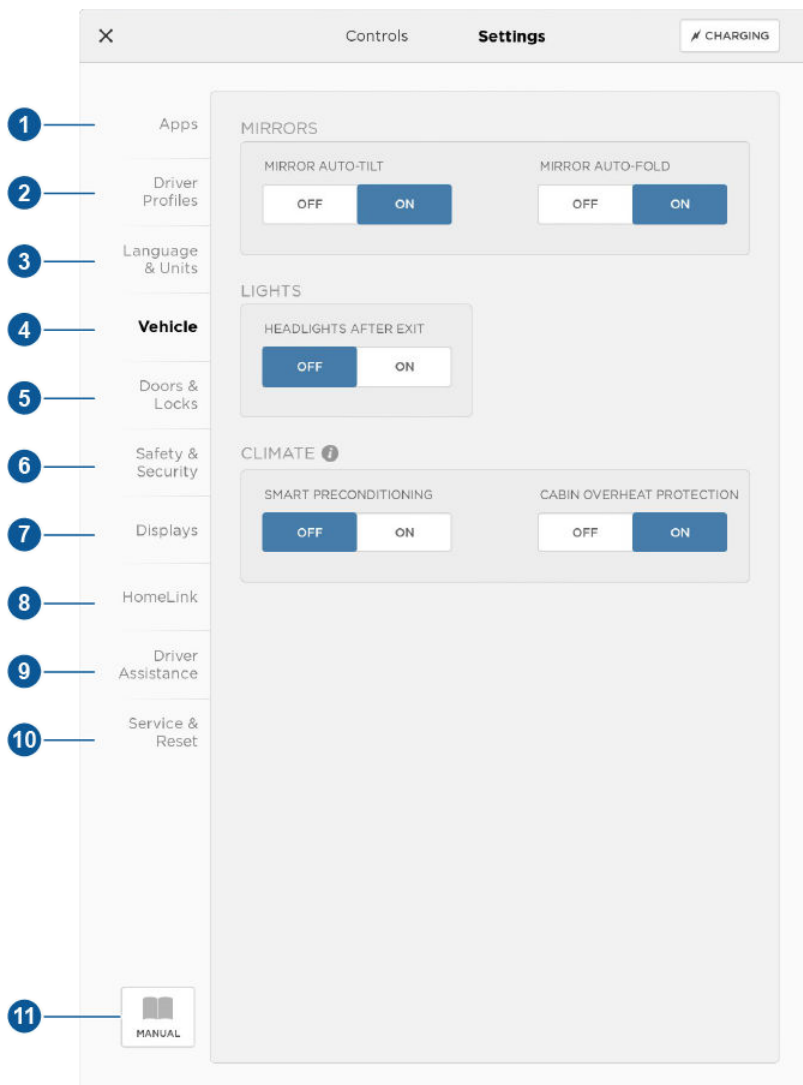 Controls
Settings
CHARGING
1
Apps
2
Driver
Profiles
3
Language
& Units
4
Vehicle
5
Doors &
Locks
6
Safety &
Security
7
Displays
8
HomeLink
9
Driver
Assistance
10
Service &
Reset
11
MANUAL
MIRRORS
MIRROR AUTO-TILT
OFF ON
MIRROR AUTO-FOLD
OFF ON
LIGHTS
HEADLIGHTS AFTER EXIT
OFF ON
CLIMATE i
SMART PRECONDITIONING
OFF ON
CABIN OVERHEAT PROTECTION
OFF ON